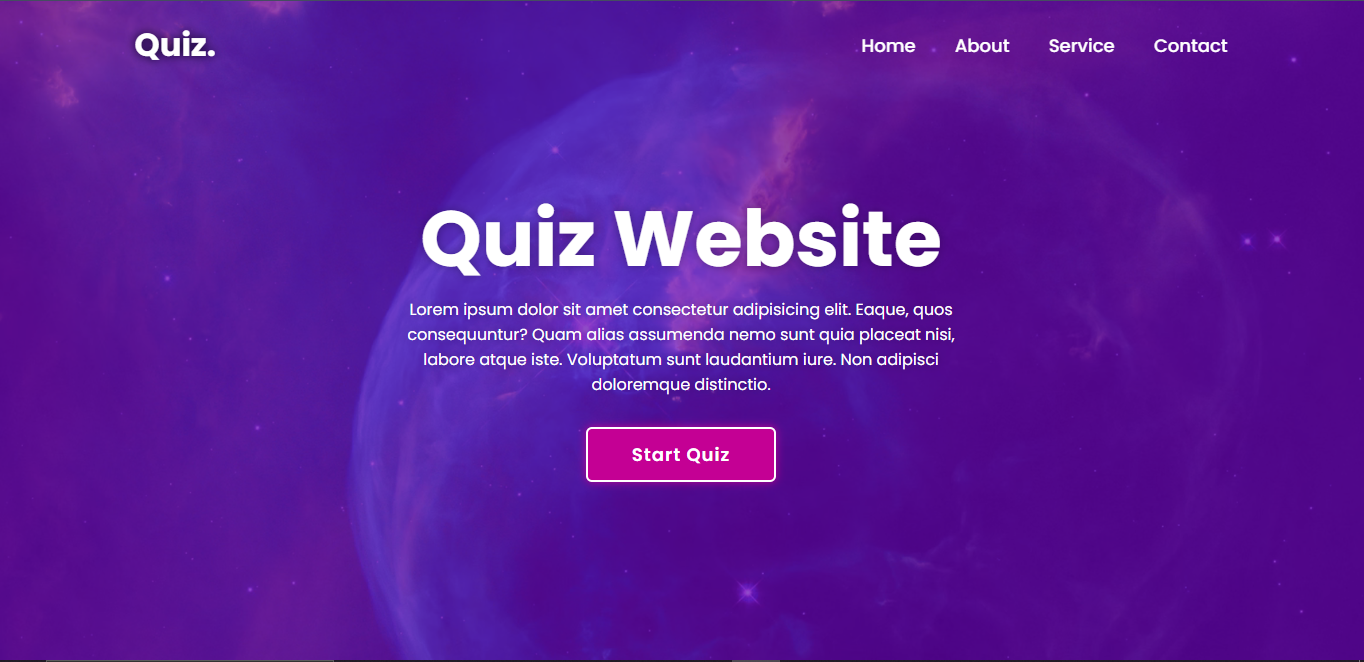 Quiz.
Home About Service Contact
Quiz Website
Lorem ipsum dolor sit amet consectetur adipisicing elit. Eaque, quos
consequuntur? Quam alias assumenda nemo sunt quia placeat nisi,
labore atque iste. Voluptatum sunt laudantium iure. Non adipisci
doloremque distinctio.
Start Quiz